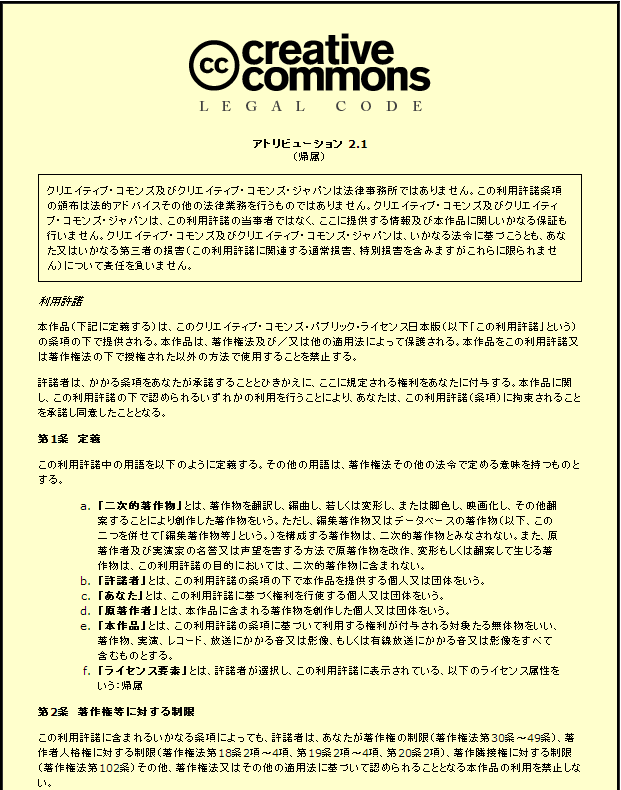 cc creative
commons
LEGAL CODE
アトリビューション 2.1
(帰属)
クリエイティブ・コモンズ及びクリエイティブ・コモンズ・ジャパンは法律事務所ではありません。この利用許諾条項
の頒布は法的アドバイスその他の法律業務を行うものではありません。クリエイティブ・コモンズ及びクリエイティ
ブ・コモンズ・ジャパンは、この利用許諾の当事者ではなく、ここに提供する情報及び本作品に関しいかなる保証も
行いません。クリエイティブ・コモンズ及びクリエイティブ・コモンズ・ジャパンは、いかなる法令に基づこうとも、あな
た又はいかなる第三者の損害(この利用許諾に関連する通常損害、特別損害を含みますがこれらに限られませ
ん)について責任を負いません。
利用許諾
本作品(下記に定義する)は、このクリエイティブ・コモンズ・パブリック・ライセンス日本版(以下「この利用許諾」という)
の条項の下で提供される。本作品は、著作権法及び/又は他の適用法によって保護される。本作品をこの利用許諾又
は著作権法の下で授権された以外の方法で使用することを禁止する。
許諾者は、かかる条項をあなたが承諾することとひきかえに、ここに規定される権利をあなたに付与する。本作品に関
し、この利用許諾の下で認められるいずれかの利用を行うことにより、あなたは、この利用許諾(条項)に拘束されること
を承諾し同意したこととなる。
第1条 定義
この利用許諾中の用語を以下のように定義する。その他の用語は、著作権法その他の法令で定める意味を持つものと
する。
a. 「二次的著作物」とは、著作物を翻訳し、編曲し、若しくは変形し、または脚色し、映画化し、その他翻
案することにより創作した著作物をいう。ただし、編集著作物又はデータベースの著作物(以下、この
二つを併せて「編集著作物等」という。)を構成する著作物は、二次的著作物とみなされない。また、原
著作者及び実演家の名誉又は声望を害する方法で原著作物を改作、変形もしくは翻案して生じる著
作物は、この利用許諾の目的においては、二次的著作物に含まれない。
b. 「許諾者」とは、この利用許諾の条項の下で本作品を提供する個人又は団体をいう。
c. 「あなた」とは、この利用許諾に基づく権利を行使する個人又は団体をいう。
d. 「原著作者」とは、本作品に含まれる著作物を創作した個人又は団体をいう。
e. 「本作品」とは、この利用許諾の条項に基づいて利用する権利が付与される対象たる無体物をいい、
著作物、実演、レコード、放送にかかる音又は影像、もしくは有線放送にかかる音又は影像をすべて
含むものとする。
f. 「ライセンス要素」とは、許諾者が選択し、この利用許諾に表示されている、以下のライセンス属性を
いう:帰属
第2条 著作権等に対する制限
この利用許諾に含まれるいかなる条項によっても、許諾者は、あなたが著作権の制限(著作権法第30条~49条)、著
作者人格権に対する制限(著作権法第18条2項~4項、第19条2項~4項、第20条2項)、著作隣接権に対する制限
(著作権法第102条)その他、著作権法又はその他の適用法に基づいて認められることとなる本作品の利用を禁止しな
い。